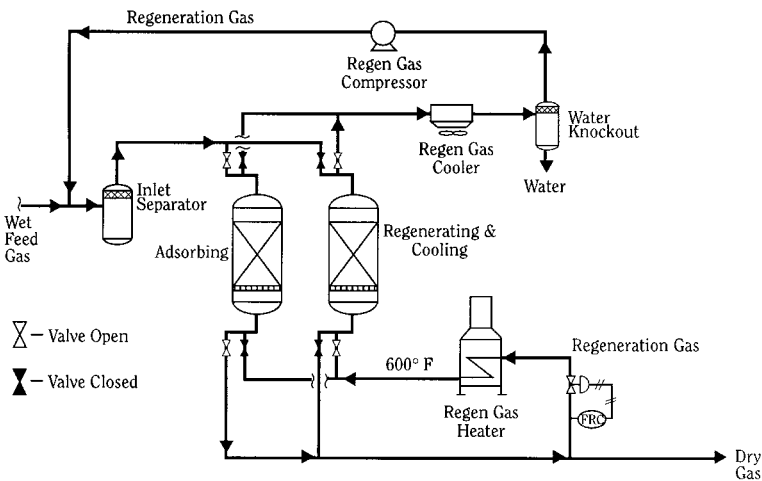 Regeneration Gas
Regen Gas
Compressor
Water
Knockout
Regen Gas
Cooler
Water
Inlet
Separator
Wet
Feed
Gas
Adsorbing
Regenerating &
Cooling
– Valve Open
– Valve Closed
600° F
Regeneration Gas
Regen Gas
Heater
FRC
Dry
Gas